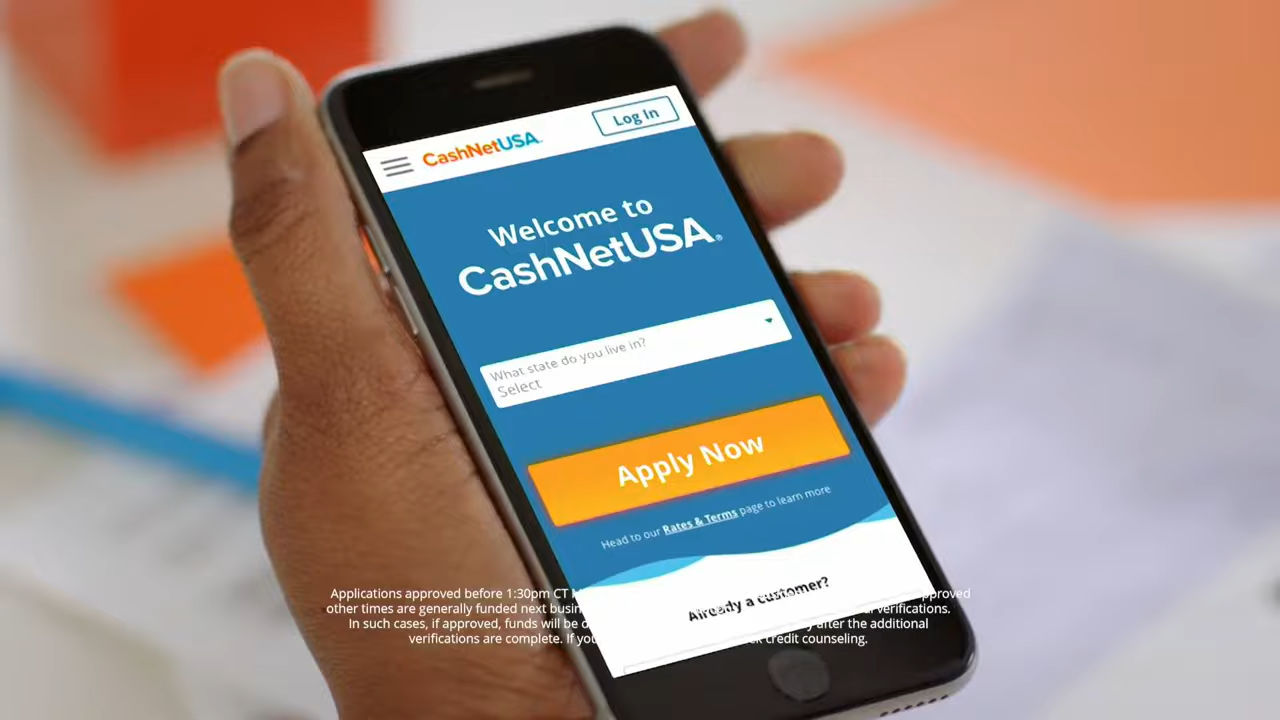 Log In
CashNetUSA
Welcome to
CashNetUSA®
What state do you live in?
Select
Apply Now
Head to our Rates & Terms page to learn more
Already a customer?
Applications approved before 1:30pm CT
other times are generally funded next verifications.
In such cases, if approved, funds will be after the additional
verifications are complete. If credit counseling.